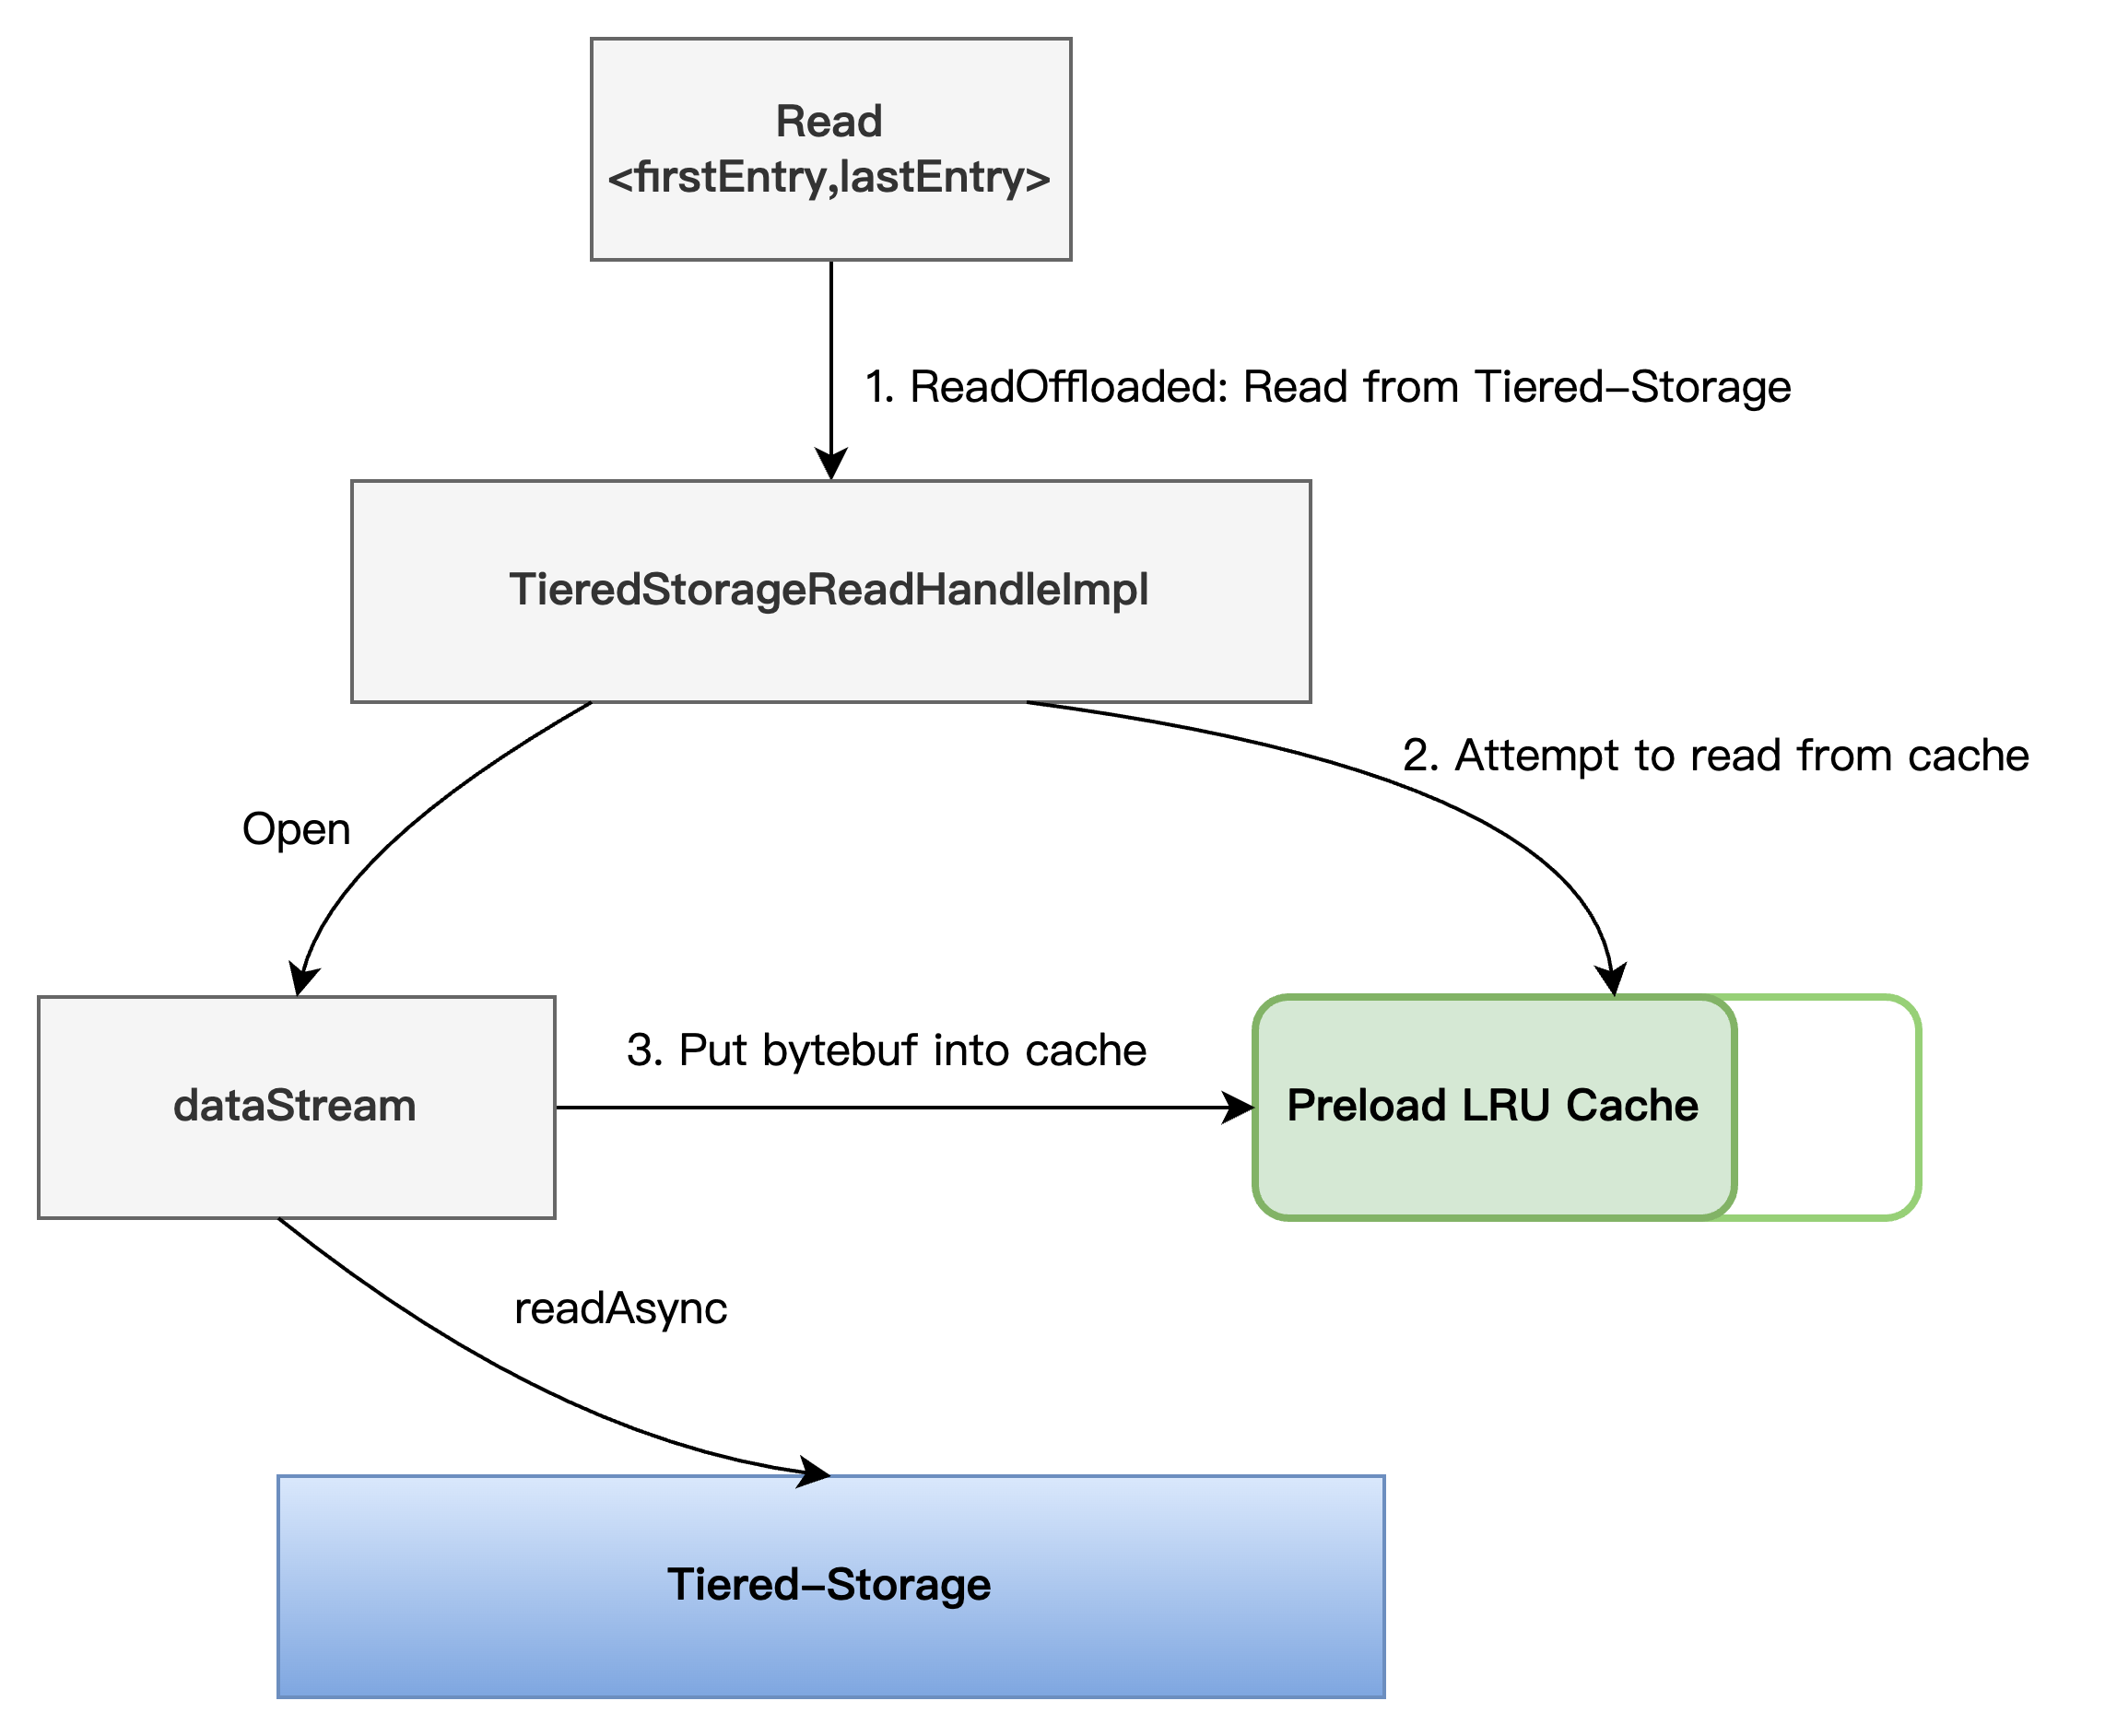 Read
<firstEntry,lastEntry>
1. ReadOffloaded: Read from Tiered-Storage
TieredStorageReadHandleImpl
2. Attempt to read from cache
Open
3. Put bytebuf into cache
dataStream
Preload LRU Cache
readAsync
Tiered-Storage